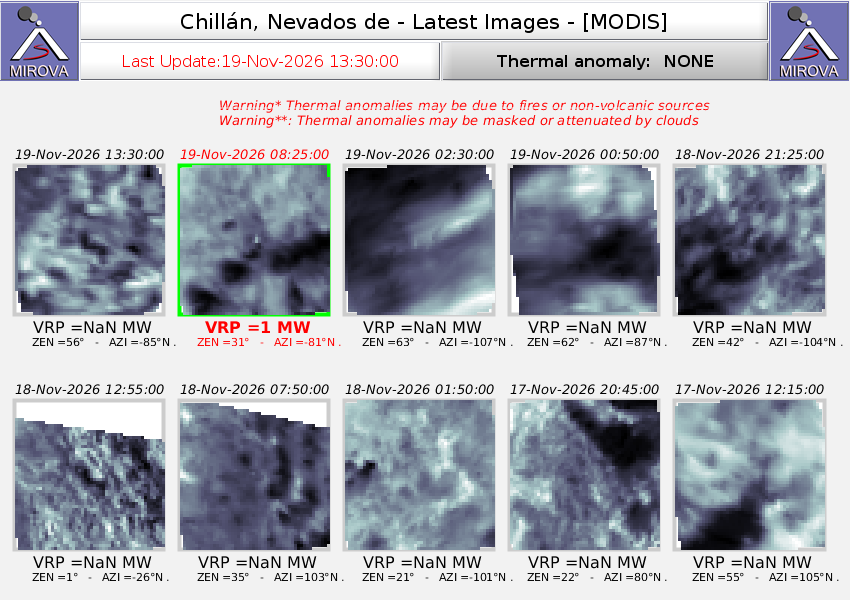 Chillán, Nevados de - Latest Images - [MODIS]
MIROVA
Last Update:19-Nov-2026 13:30:00
Thermal anomaly: NONE
MIROVA
Warning* Thermal anomalies may be due to fires or non-volcanic sources
Warning**: Thermal anomalies may be masked or attenuated by clouds
19-Nov-2026 13:30:00 19-Nov-2026 08:25:00 19-Nov-2026 02:30:00 19-Nov-2026 00:50:00 18-Nov-2026 21:25:00
VRP =NaN MW VRP =1 MW VRP =NaN MW VRP =NaN MW VRP =NaN MW
ZEN =56° - AZI =-85°N . ZEN =31° - AZI =-81°N . ZEN =63° - AZI =-107°N . ZEN =62° - AZI =87°N . ZEN =42° - AZI =-104°N .
18-Nov-2026 12:55:00 18-Nov-2026 07:50:00 18-Nov-2026 01:50:00 17-Nov-2026 20:45:00 17-Nov-2026 12:15:00
VRP =NaN MW VRP =NaN MW VRP =NaN MW VRP =NaN MW VRP =NaN MW
ZEN =1° - AZI =-26°N . ZEN =35° - AZI =103°N . ZEN =21° - AZI =-101°N . ZEN =22° - AZI =80°N . ZEN =55° - AZI =105°N .